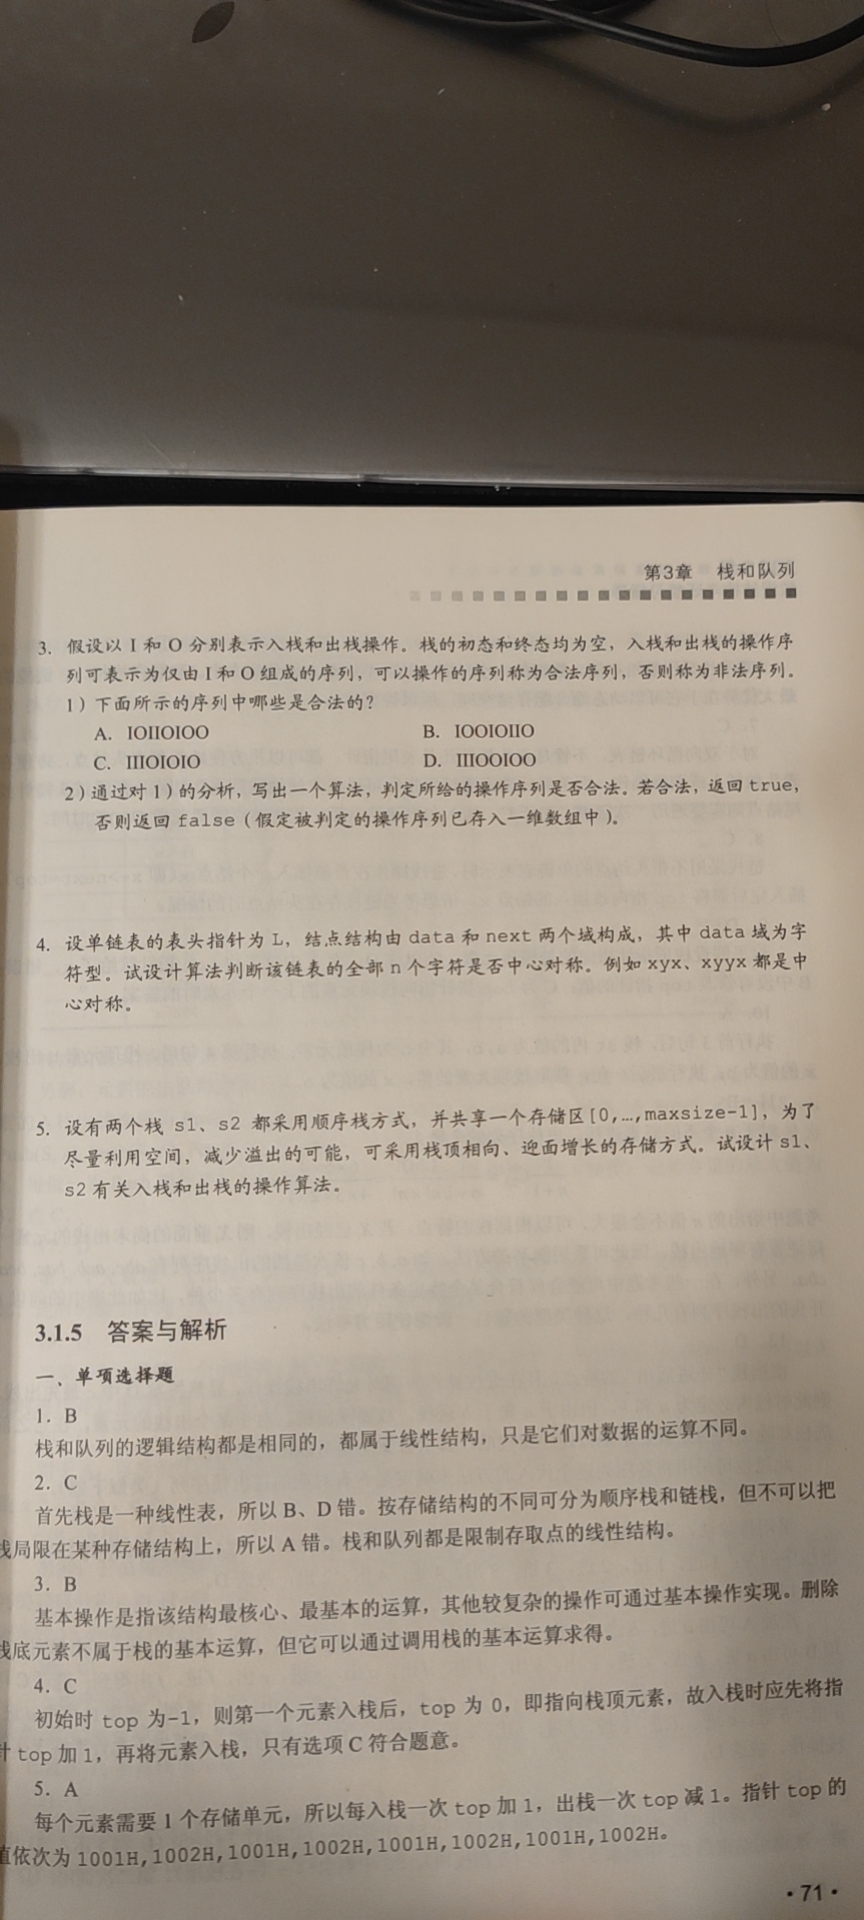 第3章 栈和队列
3. 假设以 I 和 O 分别表示入栈和出栈操作。栈的初态和终态均为空，入栈和出栈的操作序
列可表示为仅由 I 和 O 组成的序列，可以操作的序列称为合法序列，否则称为非法序列。
1）下面所示的序列中哪些是合法的？
A. IOIIOIOO B. IOOIOIIO
C. IIIOIOIO D. IIIOOIOO
2）通过对 1）的分析，写出一个算法，判定所给的操作序列是否合法。若合法，返回 true，
否则返回 false（假定被判定的操作序列已存入一维数组中）。
4. 设单链表的表头指针为 L，结点结构由 data 和 next 两个域构成，其中 data 域为字
符型。试设计算法判断该链表的全部 n 个字符是否中心对称。例如 xyx、xyyx 都是中
心对称。
5. 设有两个栈 s1、s2 都采用顺序栈方式，并共享一个存储区[0,…,maxsize-1]，为了
尽量利用空间，减少溢出的可能，可采用栈顶相向、迎面增长的存储方式。试设计 s1、
s2 有关入栈和出栈的操作算法。
3.1.5 答案与解析
一、单项选择题
1. B
栈和队列的逻辑结构都是相同的，都属于线性结构，只是它们对数据的运算不同。
2. C
首先栈是一种线性表，所以 B、D 错。按存储结构的不同可分为顺序栈和链栈，但不可以把
栈局限在某种存储结构上，所以 A 错。栈和队列都是限制存取点的线性结构。
3. B
基本操作是指该结构最核心、最基本的运算，其他较复杂的操作可通过基本操作实现。删除
栈底元素不属于栈的基本运算，但它可以通过调用栈的基本运算求得。
4. C
初始时 top 为-1，则第一个元素入栈后，top 为 0，即指向栈顶元素，故入栈时应先将指
针 top 加 1，再将元素入栈，只有选项 C 符合题意。
5. A
每个元素需要 1 个存储单元，所以每入栈一次 top 加 1，出栈一次 top 减 1。指针 top 的
值依次为 1001H,1002H,1001H,1002H,1001H,1002H,1001H,1002H。
·71·